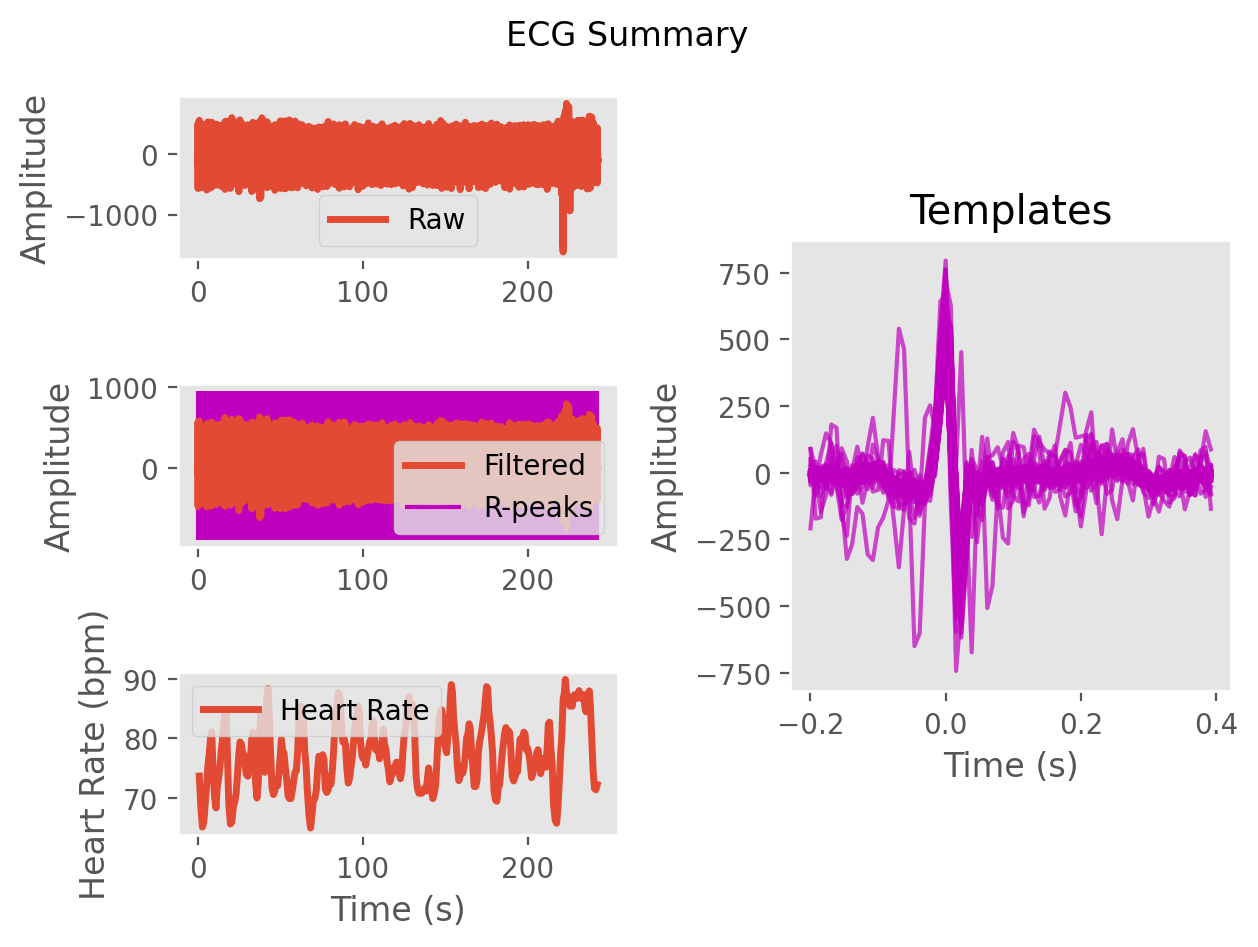 ECG Summary
Amplitude
0
−1000
Raw
0 100 200
Amplitude
1000
0
Filtered
R-peaks
0 100 200
Heart Rate (bpm)
90
80
70
Heart Rate
0 100 200
Time (s)
Templates
Amplitude
750
500
250
0
−250
−500
−750
−0.2 0.0 0.2 0.4
Time (s)